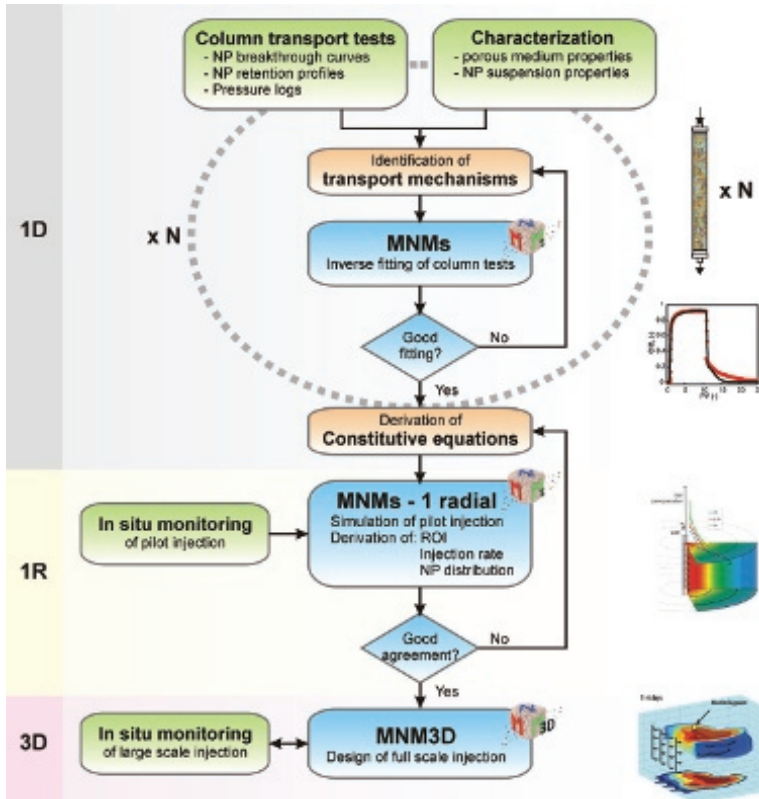 Column transport tests
- NP breakthrough curves
- NP retention profiles
- Pressure logs
Characterization
- porous medium properties
- NP suspension properties
1D
x N
Identification of
transport mechanisms
x N
MNMs
Inverse fitting of column tests
Good
fitting?
No
Yes
Derivation of
Constitutive equations
1R
In situ monitoring
of pilot injection
MNMs - 1 radial
Simulation of pilot injection
Derivation of: ROI
Injection rate
NP distribution
Good
agreement?
No
Yes
3D
In situ monitoring
of large scale injection
MNM3D
Design of full scale injection
3D